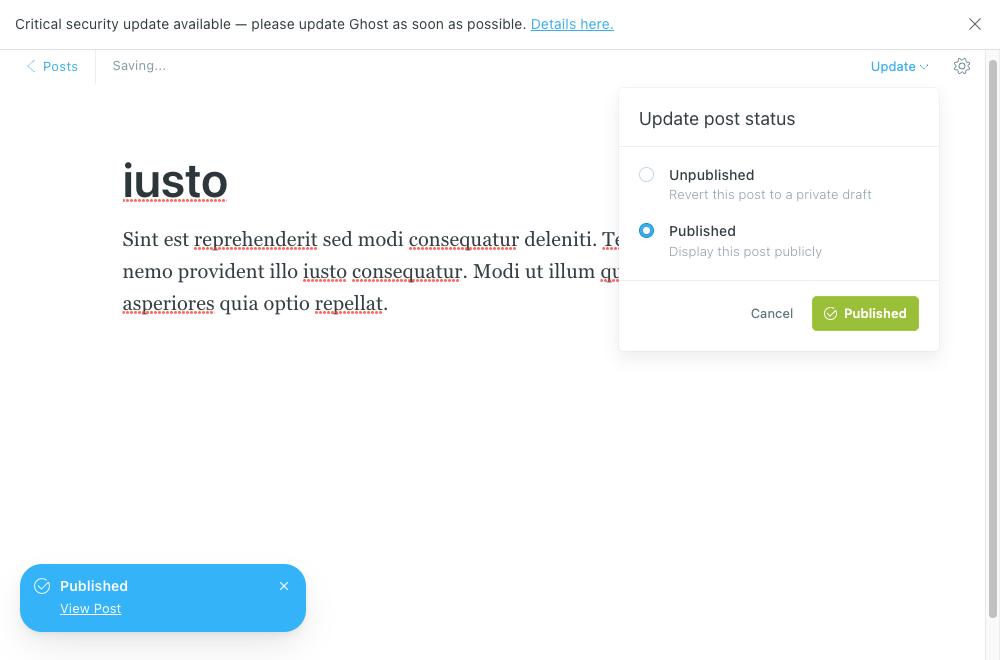 Critical security update available — please update Ghost as soon as possible. Details here.
Posts
Saving...
Update
Update post status
Unpublished
Revert this post to a private draft
Published
Display this post publicly
Cancel
Published
iusto
Sint est reprehenderit sed modi consequatur deleniti.
nemo provident illo iusto consequatur. Modi ut illum
asperiores quia optio repellat.
Published
View Post